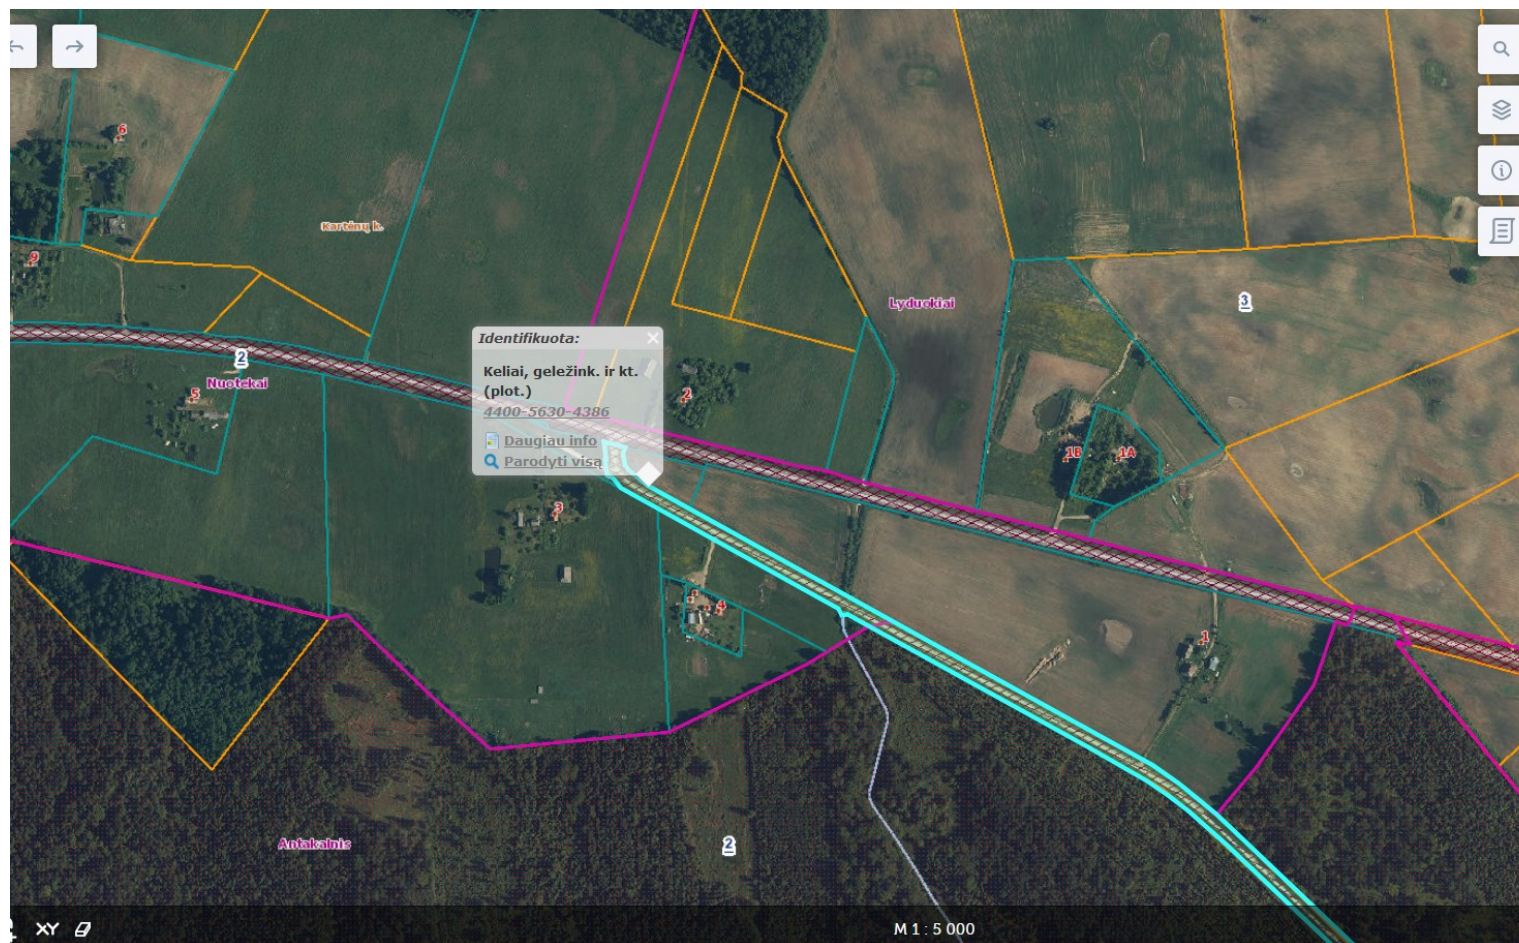 6
Kartėnų k.
9
Lyduokiai
3
2
Nuotekai
5
Identifikuota:
Keliai, geležink. ir kt.
(plot.)
4400-5630-4386
Daugiau info
Parodyti visą
2
1B
1A
3
4
1
Antakalnis
2
XY
M 1 : 5 000